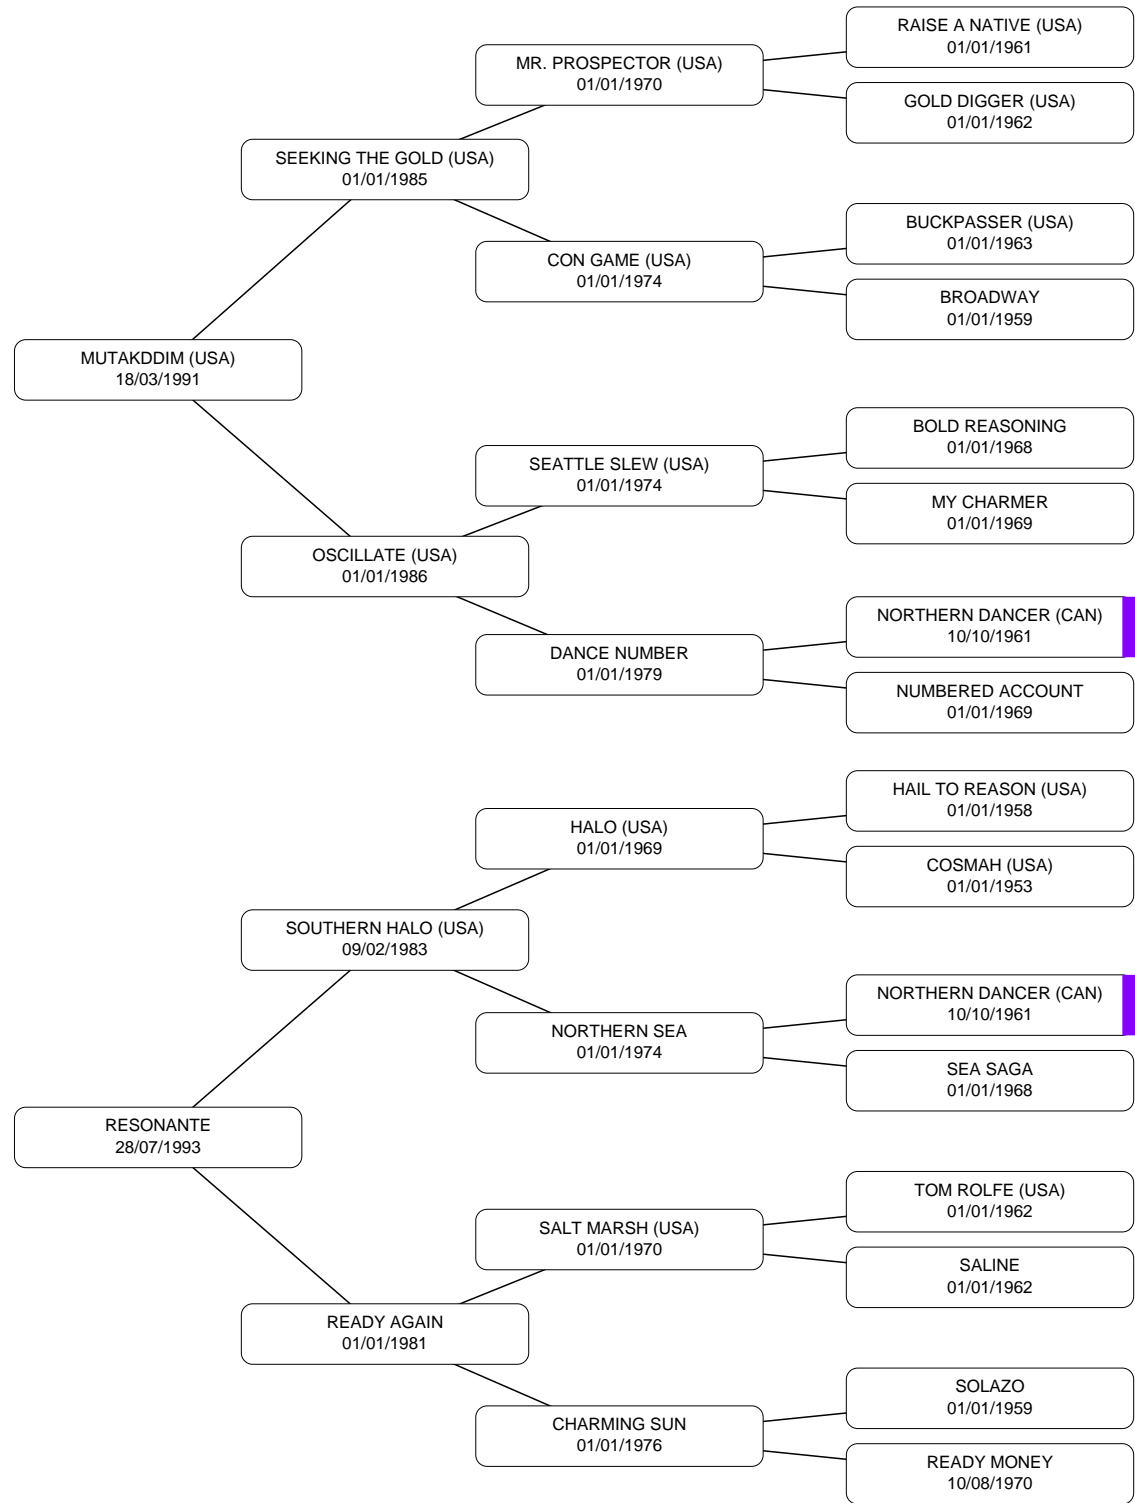 RAISE A NATIVE (USA)
01/01/1961
MR. PROSPECTOR (USA)
01/01/1970
GOLD DIGGER (USA)
01/01/1962
SEEKING THE GOLD (USA)
01/01/1985
BUCKPASSER (USA)
01/01/1963
CON GAME (USA)
01/01/1974
BROADWAY
01/01/1959
MUTAKDDIM (USA)
18/03/1991
BOLD REASONING
01/01/1968
SEATTLE SLEW (USA)
01/01/1974
MY CHARMER
01/01/1969
OSCILLATE (USA)
01/01/1986
NORTHERN DANCER (CAN)
10/10/1961
DANCE NUMBER
01/01/1979
NUMBERED ACCOUNT
01/01/1969
HAIL TO REASON (USA)
01/01/1958
HALO (USA)
01/01/1969
COSMAH (USA)
01/01/1953
SOUTHERN HALO (USA)
09/02/1983
NORTHERN DANCER (CAN)
10/10/1961
NORTHERN SEA
01/01/1974
SEA SAGA
01/01/1968
RESONANTE
28/07/1993
TOM ROLFE (USA)
01/01/1962
SALT MARSH (USA)
01/01/1970
SALINE
01/01/1962
READY AGAIN
01/01/1981
SOLAZO
01/01/1959
CHARMING SUN
01/01/1976
READY MONEY
10/08/1970